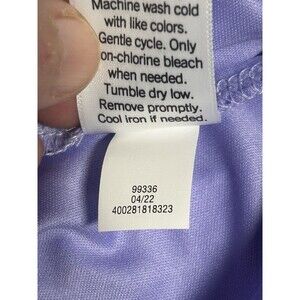 Machine wash cold
with like colors.
Gentle cycle. Only
on-chlorine bleach
when needed.
Tumble dry low.
Remove promptly.
Cool iron if needed.
99336
04/22
400281818323